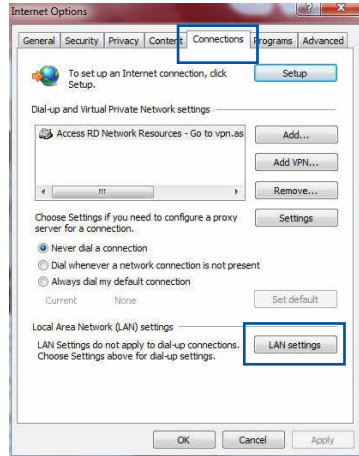 Internet Options
General Security Privacy Content Connections Programs Advanced
To set up an Internet connection, click
Setup.
Setup
Dial-up and Virtual Private Network settings
Access RD Network Resources - Go to vpn.as
Add...
Add VPN...
Remove...
Choose Settings if you need to configure a proxy
server for a connection.
Settings
Never dial a connection
Dial whenever a network connection is not present
Always dial my default connection
Current None
Set default
Local Area Network (LAN) settings
LAN Settings do not apply to dial-up connections.
Choose Settings above for dial-up settings.
LAN settings
OK Cancel Apply